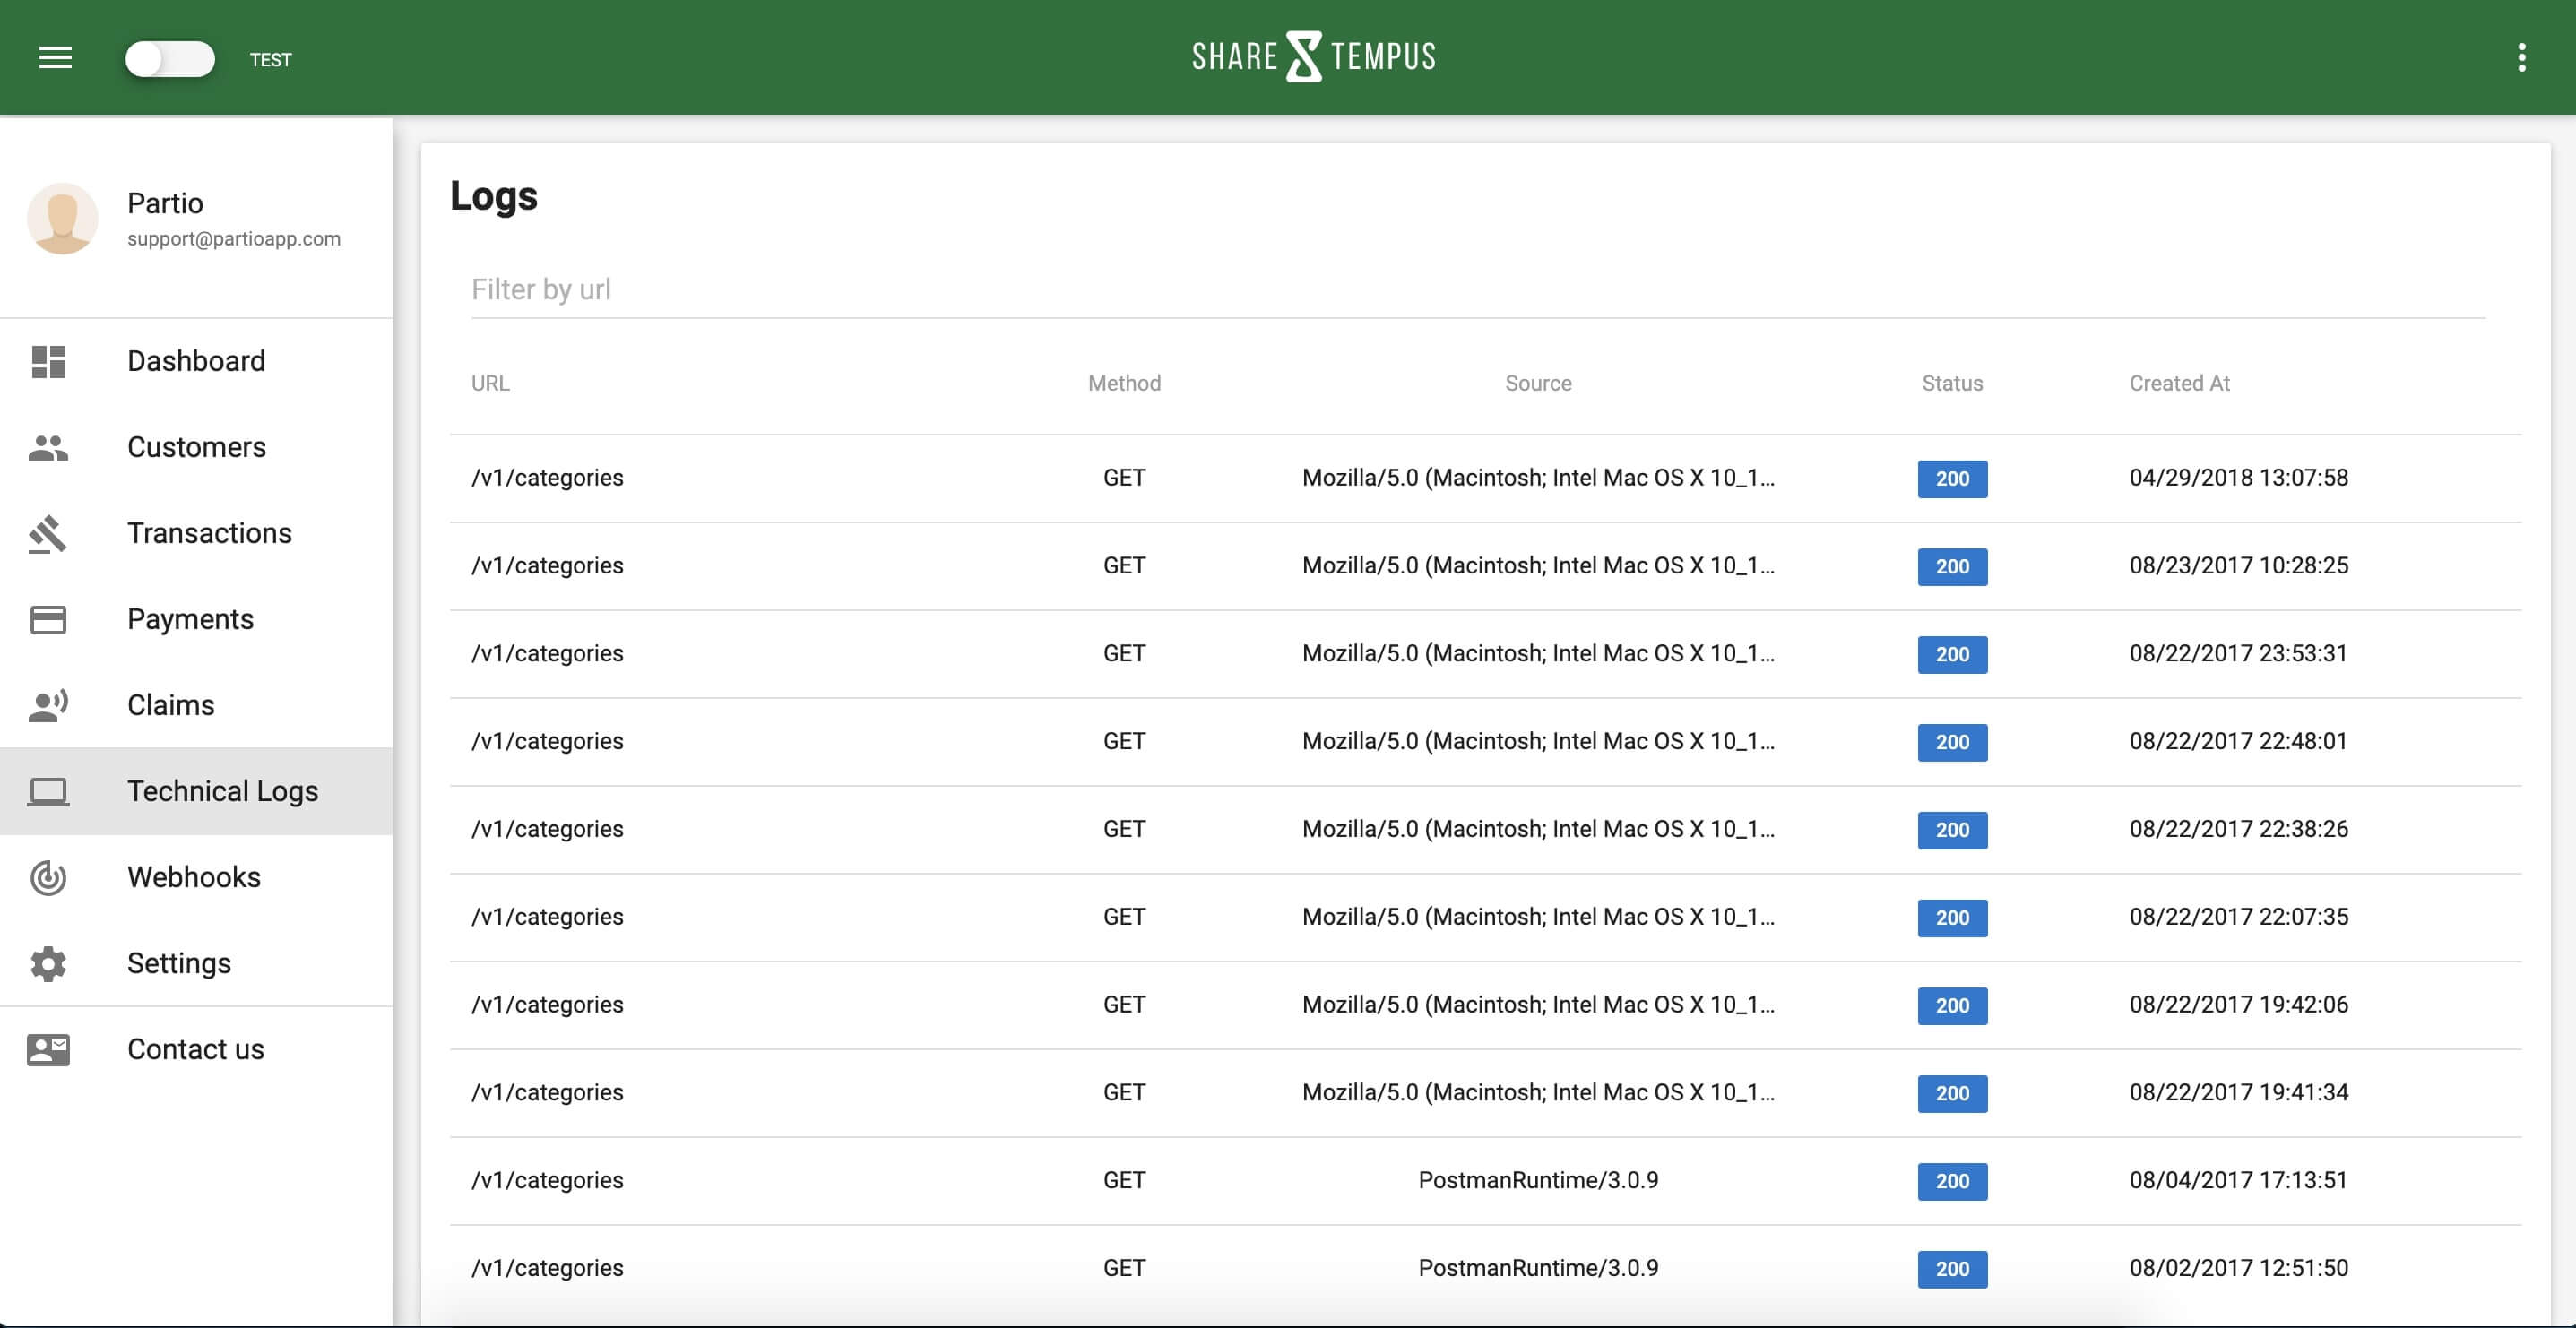 TEST
SHARE TEMPUS
Partio
support@partioapp.com
Dashboard
Customers
Transactions
Payments
Claims
Technical Logs
Webhooks
Settings
Contact us
Logs
Filter by url
URL Method Source Status Created At
/v1/categories GET Mozilla/5.0 (Macintosh; Intel Mac OS X 10_1... 200 04/29/2018 13:07:58
/v1/categories GET Mozilla/5.0 (Macintosh; Intel Mac OS X 10_1... 200 08/23/2017 10:28:25
/v1/categories GET Mozilla/5.0 (Macintosh; Intel Mac OS X 10_1... 200 08/22/2017 23:53:31
/v1/categories GET Mozilla/5.0 (Macintosh; Intel Mac OS X 10_1... 200 08/22/2017 22:48:01
/v1/categories GET Mozilla/5.0 (Macintosh; Intel Mac OS X 10_1... 200 08/22/2017 22:38:26
/v1/categories GET Mozilla/5.0 (Macintosh; Intel Mac OS X 10_1... 200 08/22/2017 22:07:35
/v1/categories GET Mozilla/5.0 (Macintosh; Intel Mac OS X 10_1... 200 08/22/2017 19:42:06
/v1/categories GET Mozilla/5.0 (Macintosh; Intel Mac OS X 10_1... 200 08/22/2017 19:41:34
/v1/categories GET PostmanRuntime/3.0.9 200 08/04/2017 17:13:51
/v1/categories GET PostmanRuntime/3.0.9 200 08/02/2017 12:51:50